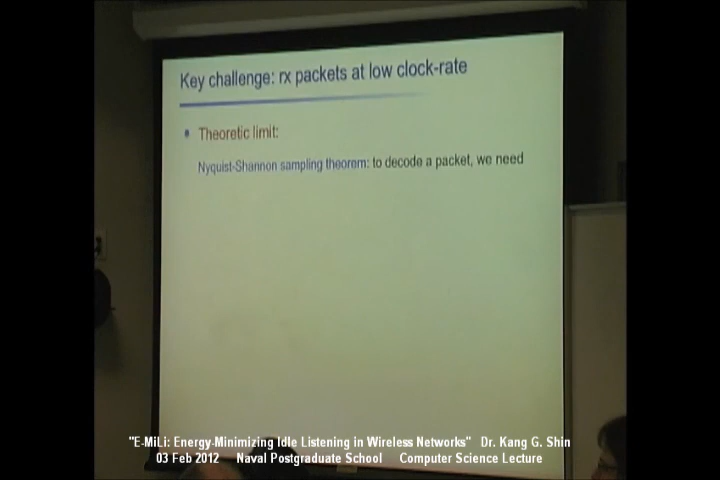 Key challenge: rx packets at low clock-rate
• Theoretic limit:
Nyquist-Shannon sampling theorem: to decode a packet, we need
"E-MiLi: Energy-Minimizing Idle Listening in Wireless Networks" Dr. Kang G. Shin
03 Feb 2012 Naval Postgraduate School Computer Science Lecture